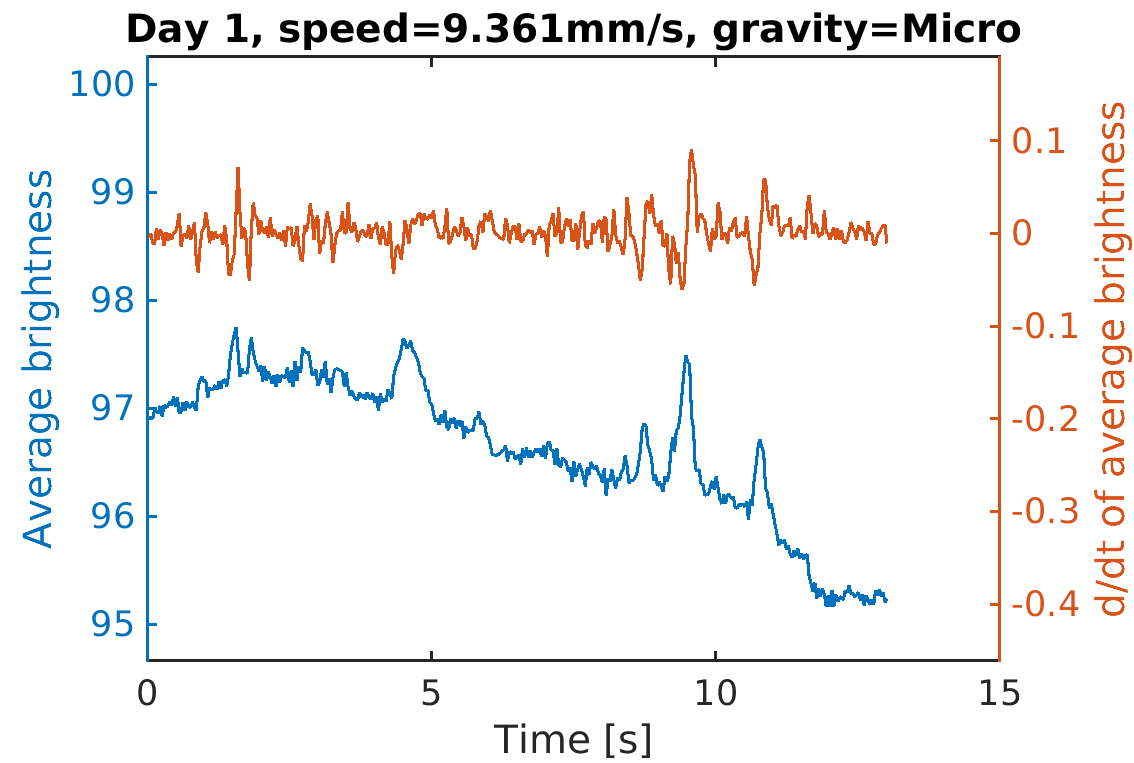 Day 1, speed=9.361mm/s, gravity=Micro
Average brightness
100
99
98
97
96
95
0.1
0
-0.1
-0.2
-0.3
-0.4
d/dt of average brightness
0 5 10 15
Time [s]